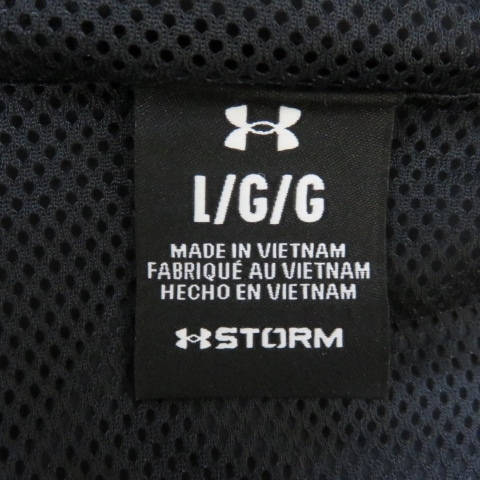 L/G/G
MADE IN VIETNAM
FABRIQUÉ AU VIETNAM
HECHO EN VIETNAM
STORM